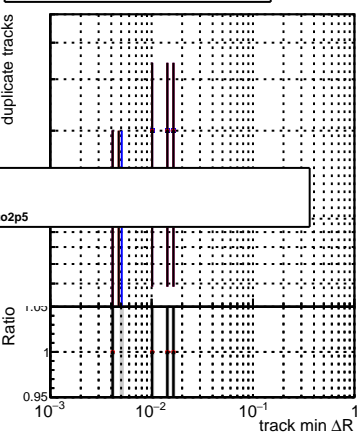 duplicate tracks
o2p5
Ratio
1.05
1
0.95
10−3 10−2 10−1 1
track min ΔR